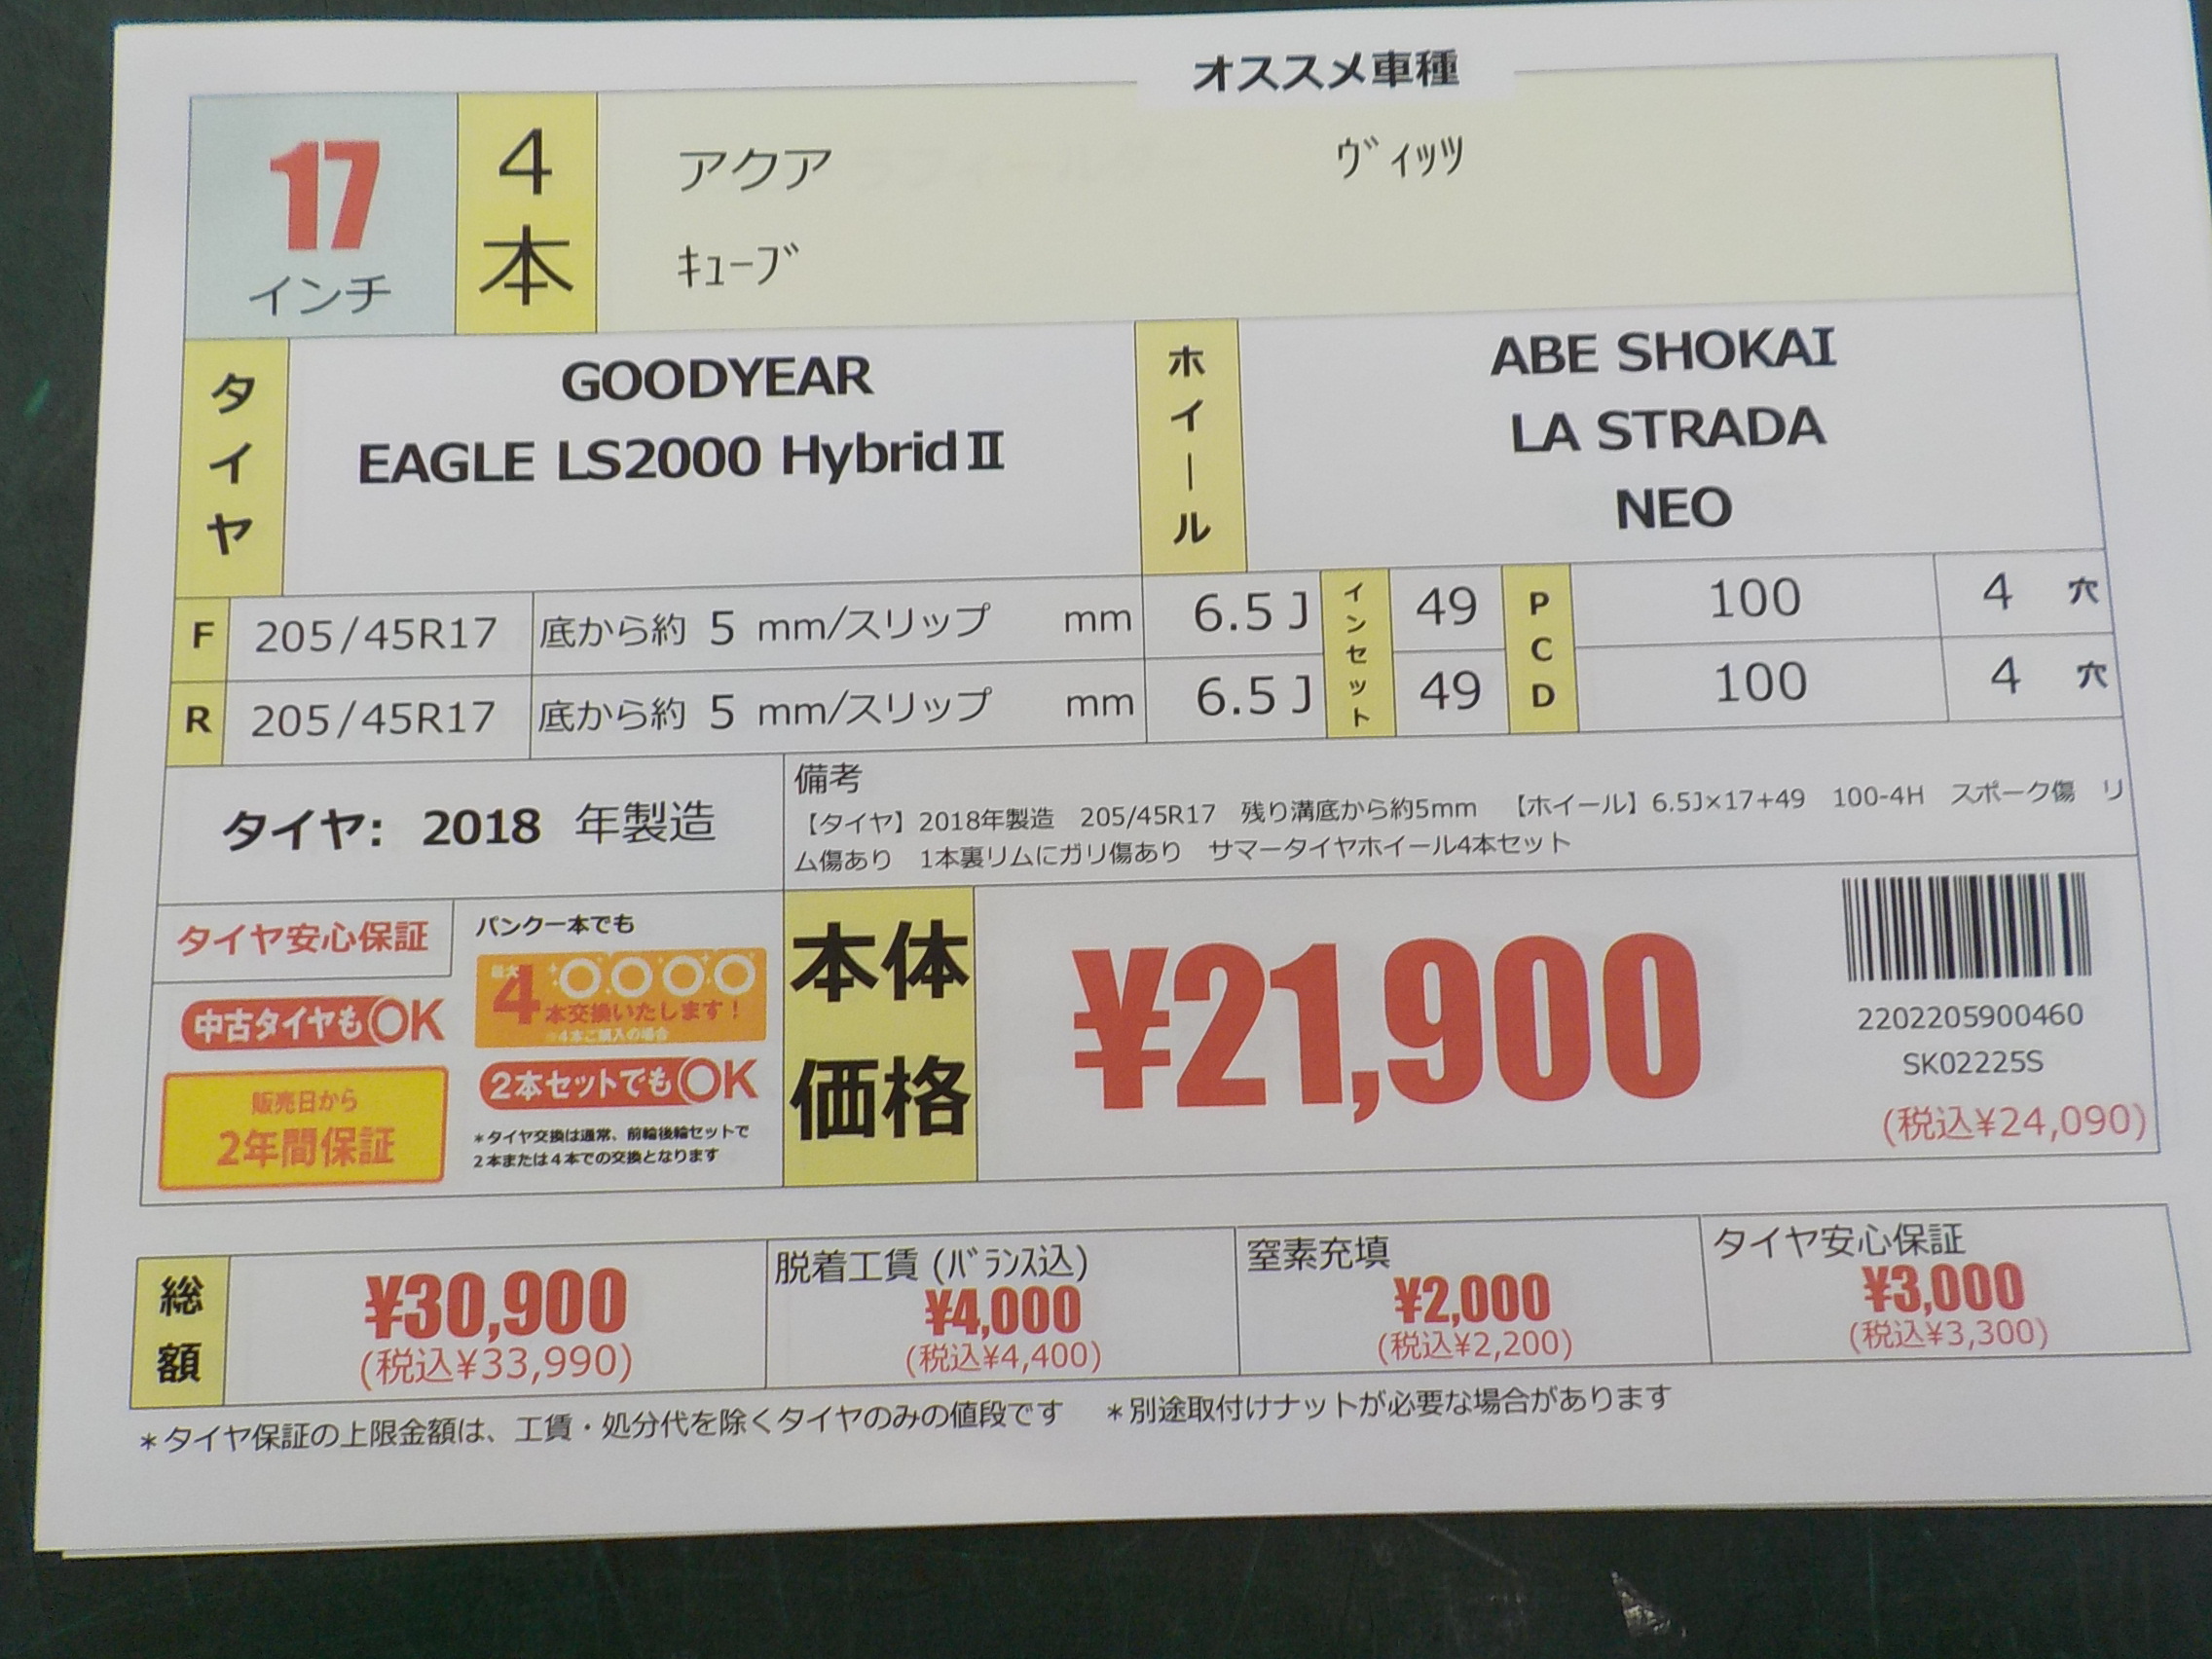 オススメ車種
17
インチ
4
本
アクア ヴィッツ
キューブ
タイヤ
GOODYEAR
EAGLE LS2000 HybridⅡ
ホイール
ABE SHOKAI
LA STRADA
NEO
F 205/45R17 底から約 5 mm/スリップ mm 6.5J インセット 49 PCD 100 4 穴
R 205/45R17 底から約 5 mm/スリップ mm 6.5J 49 100 4 穴
タイヤ: 2018 年製造
備考
【タイヤ】2018年製造 205/45R17 残り溝底から約5mm 【ホイール】6.5J×17+49 100-4H スポーク傷 リ
ム傷あり 1本裏リムにガリ傷あり サマータイヤホイール4本セット
タイヤ安心保証
中古タイヤもOK
販売日から
2年間保証
パンク一本でも
最大4本交換いたします!
※4本ご購入の場合
2本セットでもOK
*タイヤ交換は通常、前輪後輪セットで
2本または4本での交換となります
本体
価格
¥21,900
2202205900460
SK02225S
(税込¥24,090)
総額
¥30,900
(税込¥33,990)
脱着工賃(バランス込)
¥4,000
(税込¥4,400)
窒素充填
¥2,000
(税込¥2,200)
タイヤ安心保証
¥3,000
(税込¥3,300)
*タイヤ保証の上限金額は、工賃・処分代を除くタイヤのみの値段です *別途取付けナットが必要な場合があります